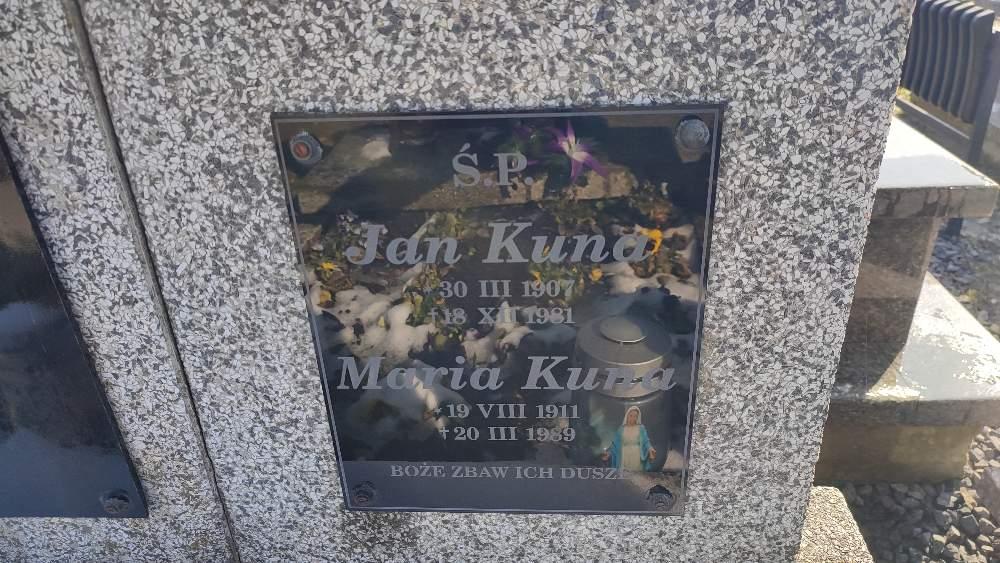 Ś.P.
Jan Kuna
* 30 III 1907
† 18 XII 1981
Maria Kuna
* 19 VIII 1911
† 20 III 1989
BOŻE ZBAW ICH DUSZE